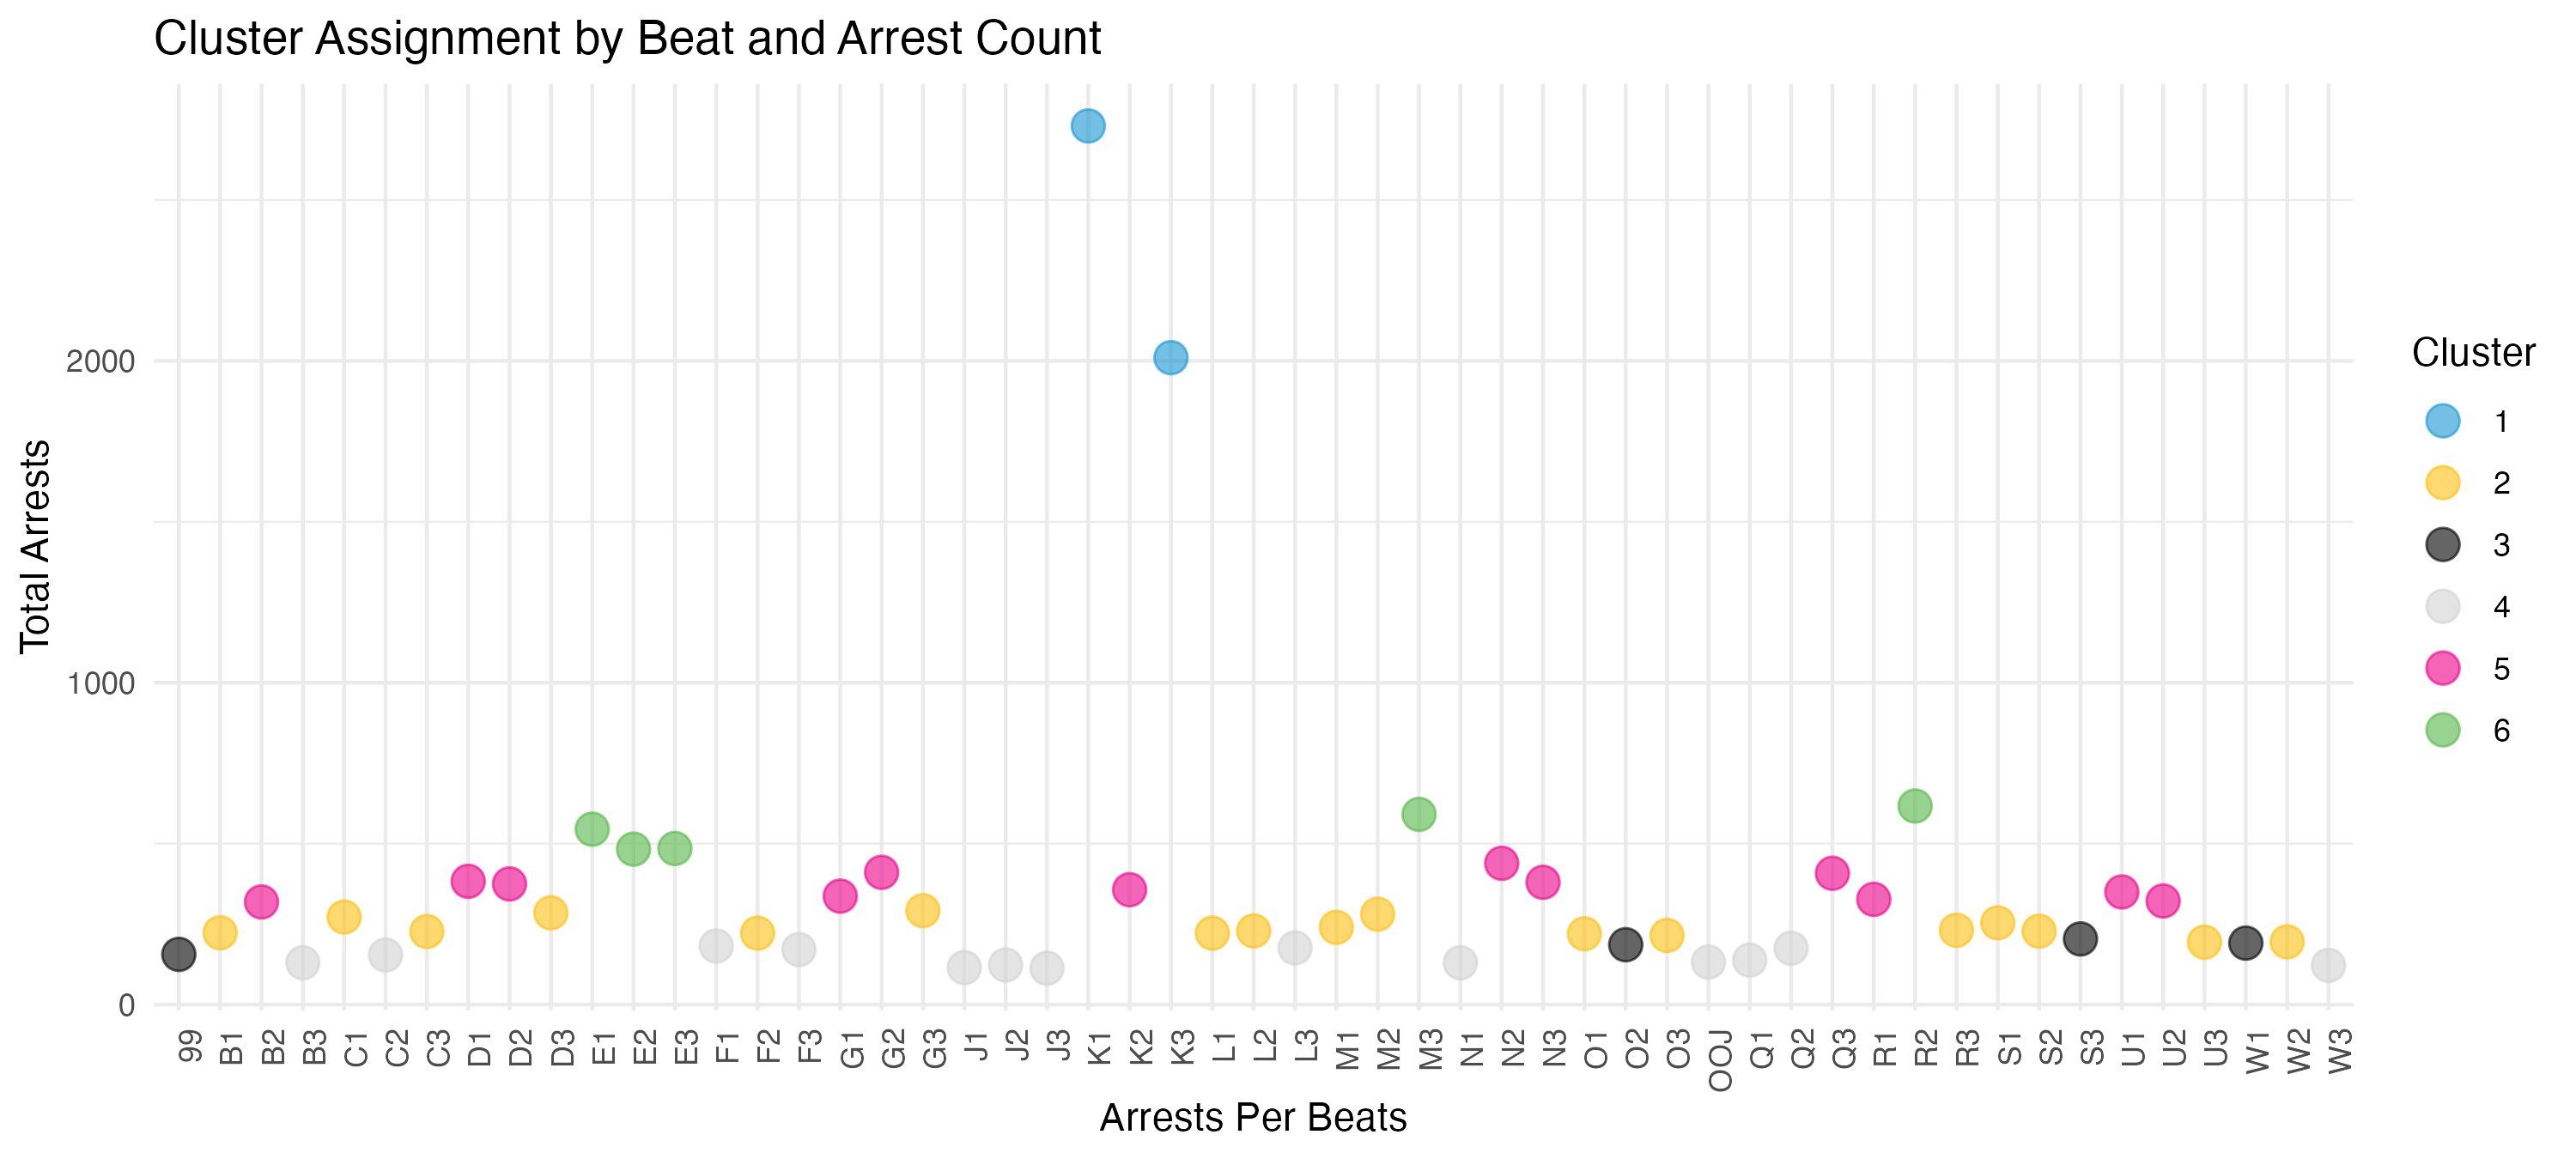 Cluster Assignment by Beat and Arrest Count
Total Arrests
2000
1000
0
99 B1 B2 B3 C1 C2 C3 D1 D2 D3 E1 E2 E3 F1 F2 F3 G1 G2 G3 J1 J2 J3 K1 K2 K3 L1 L2 L3 M1 M2 M3 N1 N2 N3 O1 O2 O3 OOJ Q1 Q2 Q3 R1 R2 R3 S1 S2 S3 U1 U2 U3 W1 W2 W3
Arrests Per Beats
Cluster
1
2
3
4
5
6